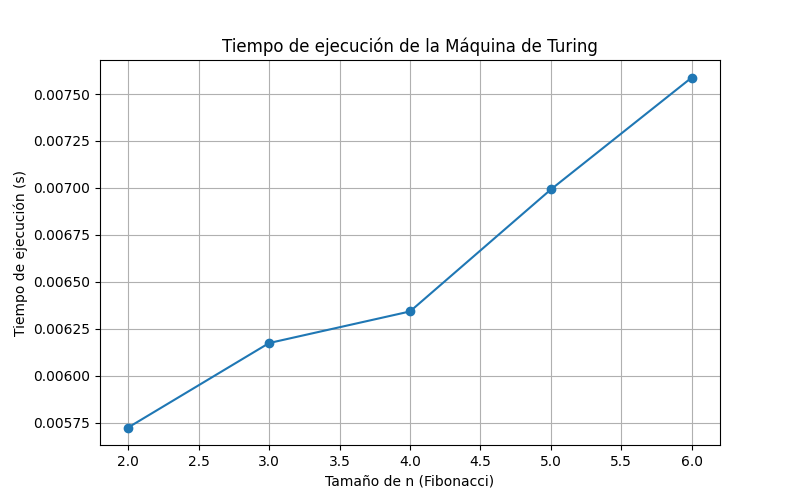 Tiempo de ejecución de la Máquina de Turing
Tiempo de ejecución (s)
0.00750
0.00725
0.00700
0.00675
0.00650
0.00625
0.00600
0.00575
2.0 2.5 3.0 3.5 4.0 4.5 5.0 5.5 6.0
Tamaño de n (Fibonacci)